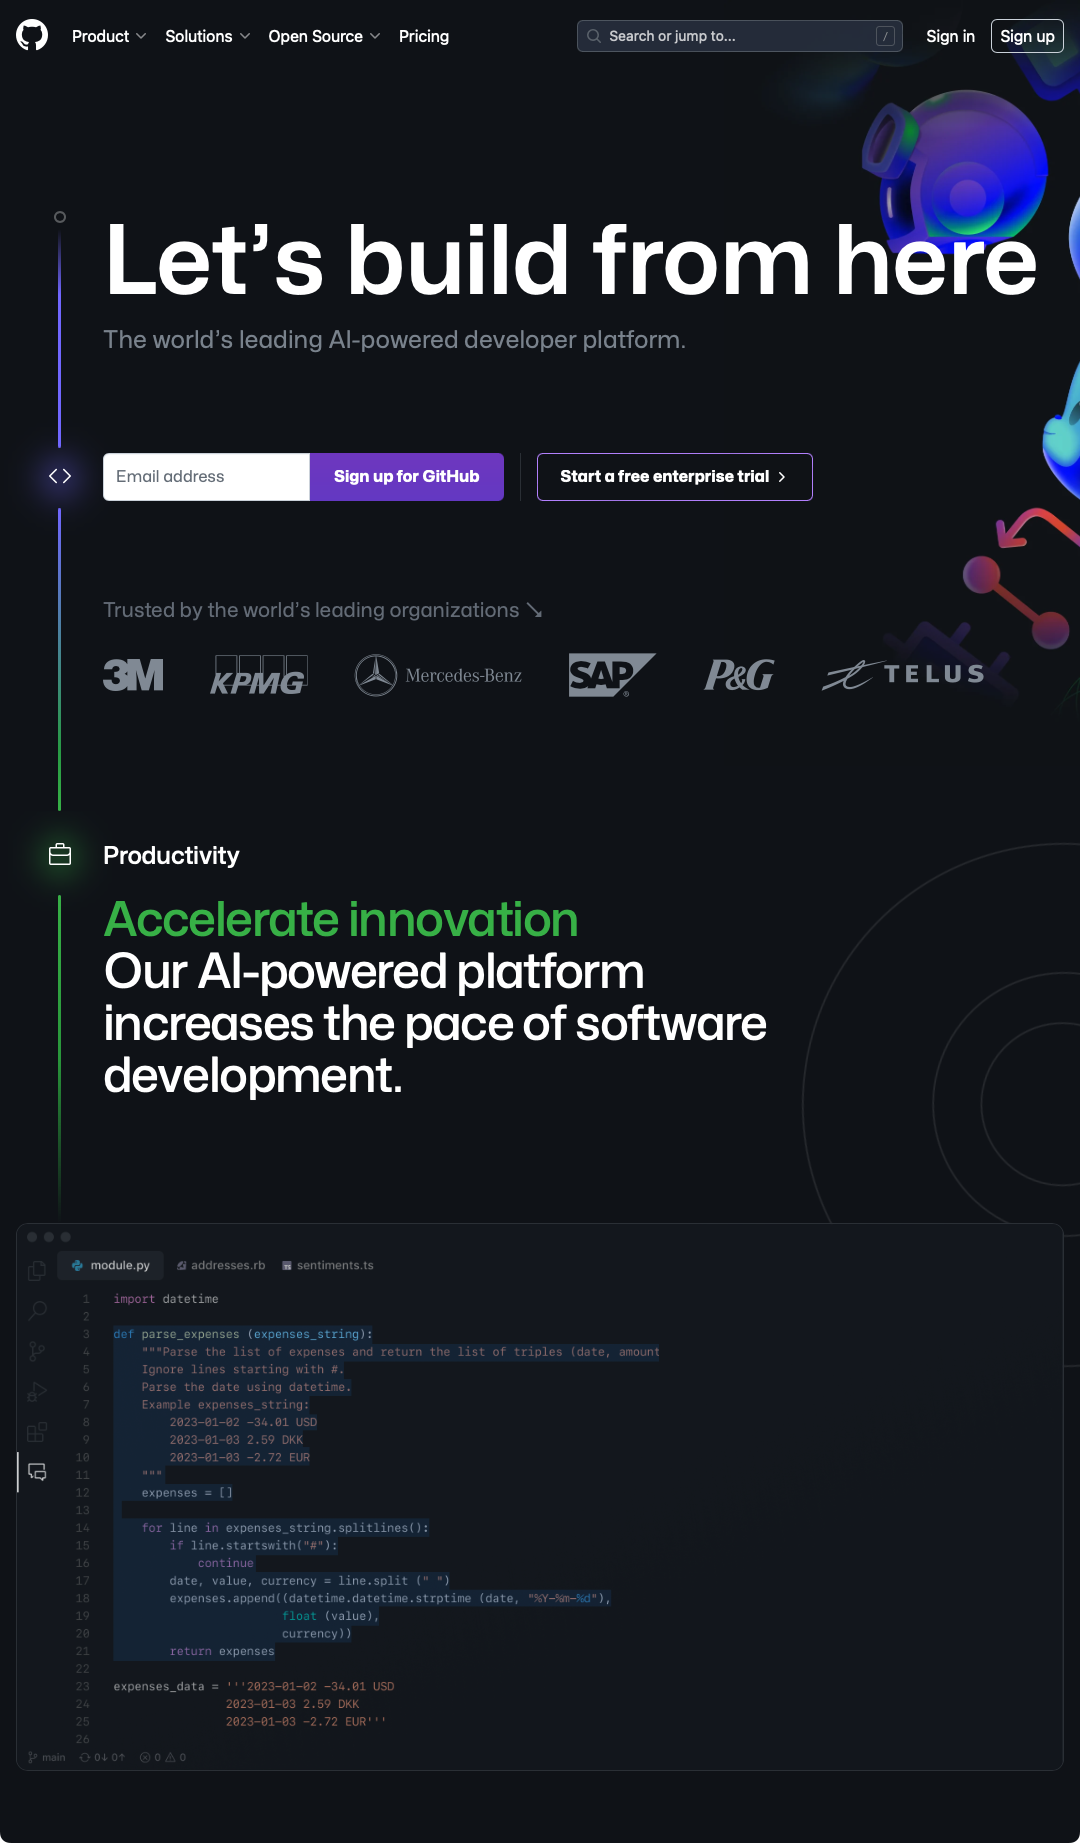 Product Solutions Open Source Pricing Search or jump to... / Sign in Sign up
Let’s build from here
The world’s leading AI-powered developer platform.
Email address Sign up for GitHub Start a free enterprise trial
Trusted by the world’s leading organizations
3M KPMG Mercedes-Benz SAP® P&G TELUS
Productivity
Accelerate innovation
Our AI-powered platform
increases the pace of software
development.
module.py addresses.rb sentiments.ts
1 import datetime
2
3 def parse_expenses (expenses_string):
4 """Parse the list of expenses and return the list of triples (date, amount
5 Ignore lines starting with #.
6 Parse the date using datetime.
7 Example expenses_string:
8 2023-01-02 -34.01 USD
9 2023-01-03 2.59 DKK
10 2023-01-03 -2.72 EUR
11 """
12 expenses = []
13
14 for line in expenses_string.splitlines():
15 if line.startswith("#"):
16 continue
17 date, value, currency = line.split (" ")
18 expenses.append((datetime.datetime.strptime (date, "%Y-%m-%d"),
19 float (value),
20 currency))
21 return expenses
22
23 expenses_data = '''2023-01-02 -34.01 USD
24 2023-01-03 2.59 DKK
25 2023-01-03 -2.72 EUR'''
26
main 0↓ 0↑ 0 0